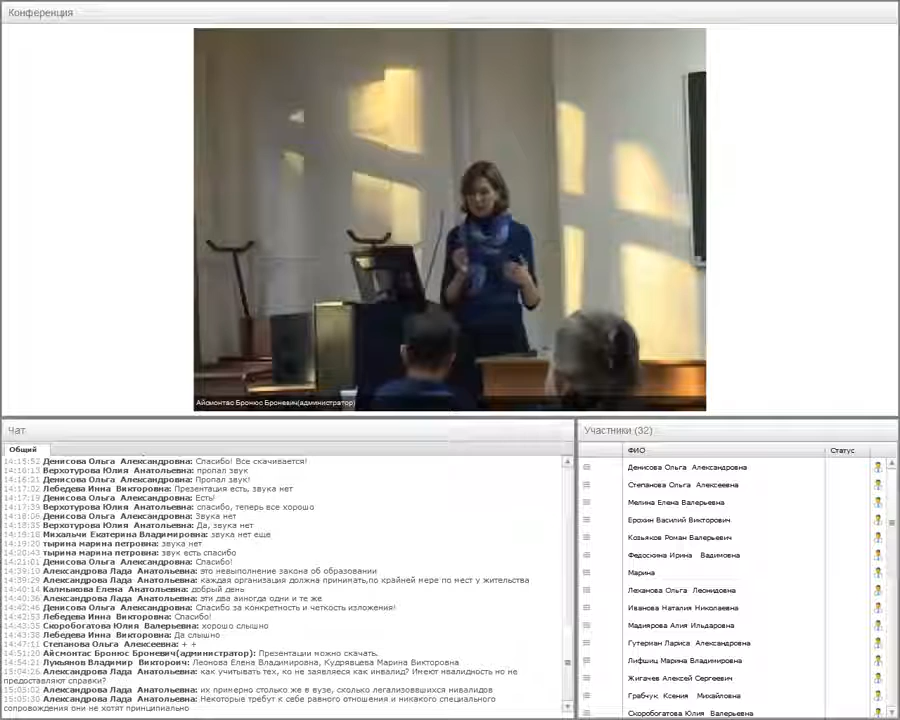 Конференция
Айсмонтас Бронюс Броневич(администратор)
Чат
Общий
14:15:52 Денисова Ольга Александровна: Спасибо! Все скачивается!
14:16:13 Верхотурова Юлия Анатольевна: пропал звук
14:16:21 Денисова Ольга Александровна: Пропал звук!
14:17:02 Лебедева Инна Викторовна: Презентация есть, звука нет
14:17:19 Денисова Ольга Александровна: Есть!
14:17:39 Верхотурова Юлия Анатольевна: спасибо, теперь все хорошо
14:18:06 Денисова Ольга Александровна: Звука нет
14:18:35 Верхотурова Юлия Анатольевна: Да, звука нет
14:19:18 Михальчи Екатерина Владимировна: звука нет еще
14:19:20 тырина марина петровна: звука нет
14:20:43 тырина марина петровна: звук есть спасибо
14:21:01 Денисова Ольга Александровна: Спасибо!
14:39:10 Александрова Лада Анатольевна: это невыполнение закона об образовании
14:39:29 Александрова Лада Анатольевна: каждая организация должна принимать,по крайней мере по мест у жительства
14:40:14 Калмыкова Елена Анатольевна: добрый день
14:40:36 Александрова Лада Анатольевна: эти два аиногда одни и те же
14:42:46 Денисова Ольга Александровна: Спасибо за конкретность и четкость изложения!
14:42:53 Лебедева Инна Викторовна: Спасибо!
14:43:35 Скоробогатова Юлия Валерьевна: хорошо слышно
14:43:38 Лебедева Инна Викторовна: Да слышно
14:47:11 Степанова Ольга Алексеевна: + +
14:51:20 Айсмонтас Бронюс Броневич(администратор): Презентации можно скачать.
14:54:21 Лукьянов Владимир Викторович: Леонова Елена Владимировна, Кудрявцева Марина Викторовна
15:04:26 Александрова Лада Анатольевна: как учитывать тех, ко не заявляеся как инвалид? Имеют нвалидность но не
предоставляют справки?
15:05:02 Александрова Лада Анатольевна: их примерно столько же в вузе, сколько легализовавшихся нивалидов
15:05:30 Александрова Лада Анатольевна: Некоторые требут к себе равного отношения и никакого специального
сопровождения они не хотят принципиально
Участники (32)
ФИО Статус
Денисова Ольга Александровна
Степанова Ольга Алексеевна
Мелина Елена Валерьевна
Ерохин Василий Викторович
Козьяков Роман Валерьевич
Федоскина Ирина Вадимовна
Марина
Леханова Ольга Леонидовна
Иванова Наталия Николаевна
Мадиярова Алия Ильдаровна
Гутерман Лариса Александровна
Лифшиц Марина Владимировна
Жигачев Алексей Сергеевич
Грабчук Ксения Михайловна
Скоробогатова Юлия Валерьевна